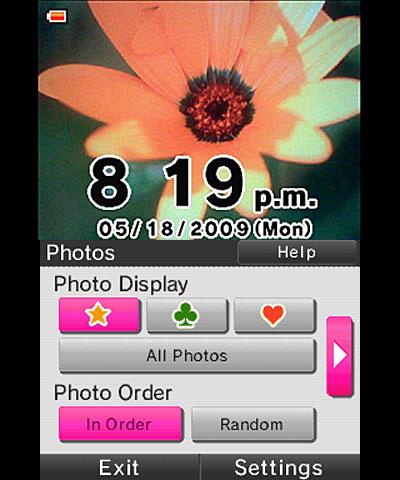 8 19 p.m.
05/18/2009(Mon)
Photos Help
Photo Display
All Photos
Photo Order
In Order Random
Exit Settings